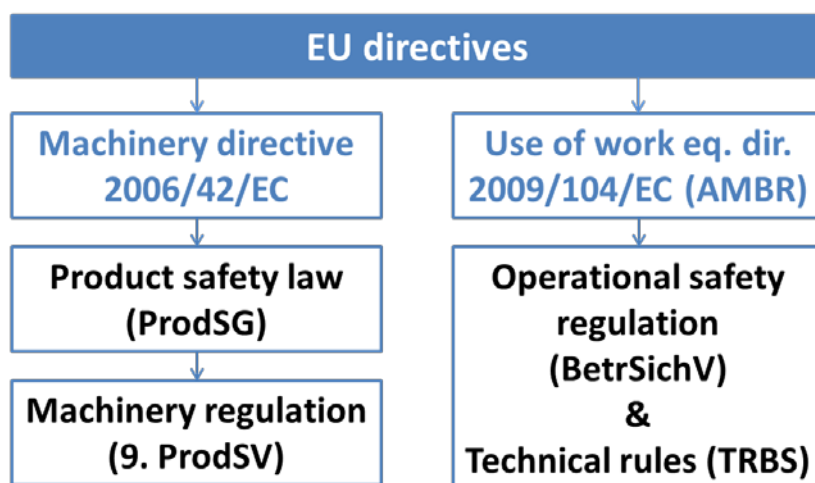 EU directives
Machinery directive
2006/42/EC
Product safety law
(ProdSG)
Machinery regulation
(9. ProdSV)
Use of work eq. dir.
2009/104/EC (AMBR)
Operational safety
regulation
(BetrSichV)
&
Technical rules (TRBS)